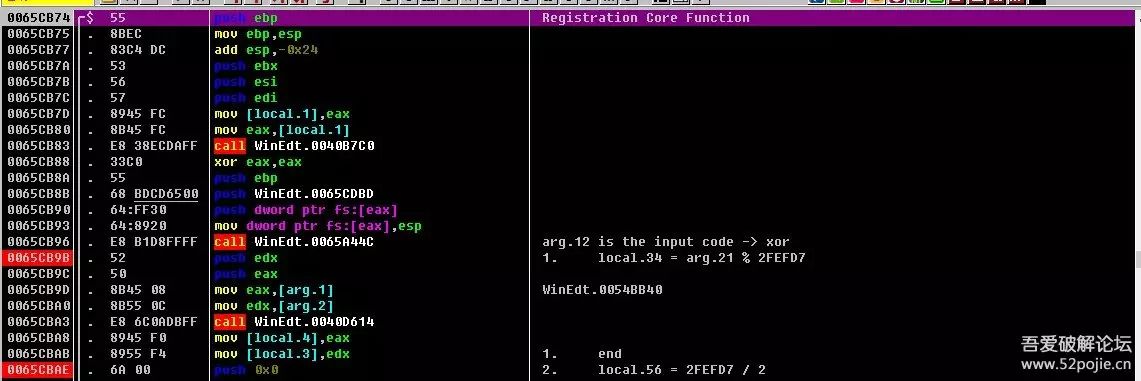 0065CB74 $ 55 push ebp Registration Core Function
0065CB75 . 8BEC mov ebp,esp
0065CB77 . 83C4 DC add esp,-0x24
0065CB7A . 53 push ebx
0065CB7B . 56 push esi
0065CB7C . 57 push edi
0065CB7D . 8945 FC mov [local.1],eax
0065CB80 . 8B45 FC mov eax,[local.1]
0065CB83 . E8 38ECDAFF call WinEdt.0040B7C0
0065CB88 . 33C0 xor eax,eax
0065CB8A . 55 push ebp
0065CB8B . 68 BDCD6500 push WinEdt.0065CDBD
0065CB90 . 64:FF30 push dword ptr fs:[eax]
0065CB93 . 64:8920 mov dword ptr fs:[eax],esp
0065CB96 . E8 B1D8FFFF call WinEdt.0065A44C arg.12 is the input code -> xor
0065CB9B . 52 push edx 1. local.34 = arg.21 % 2FEFD7
0065CB9C . 50 push eax
0065CB9D . 8B45 08 mov eax,[arg.1] WinEdt.0054BB40
0065CBA0 . 8B55 0C mov edx,[arg.2]
0065CBA3 . E8 6C0ADBFF call WinEdt.0040D614
0065CBA8 . 8945 F0 mov [local.4],eax
0065CBAB . 8955 F4 mov [local.3],edx 1. end
0065CBAE . 6A 00 push 0x0 2. local.56 = 2FEFD7 / 2
吾爱破解论坛
www.52pojie.cn